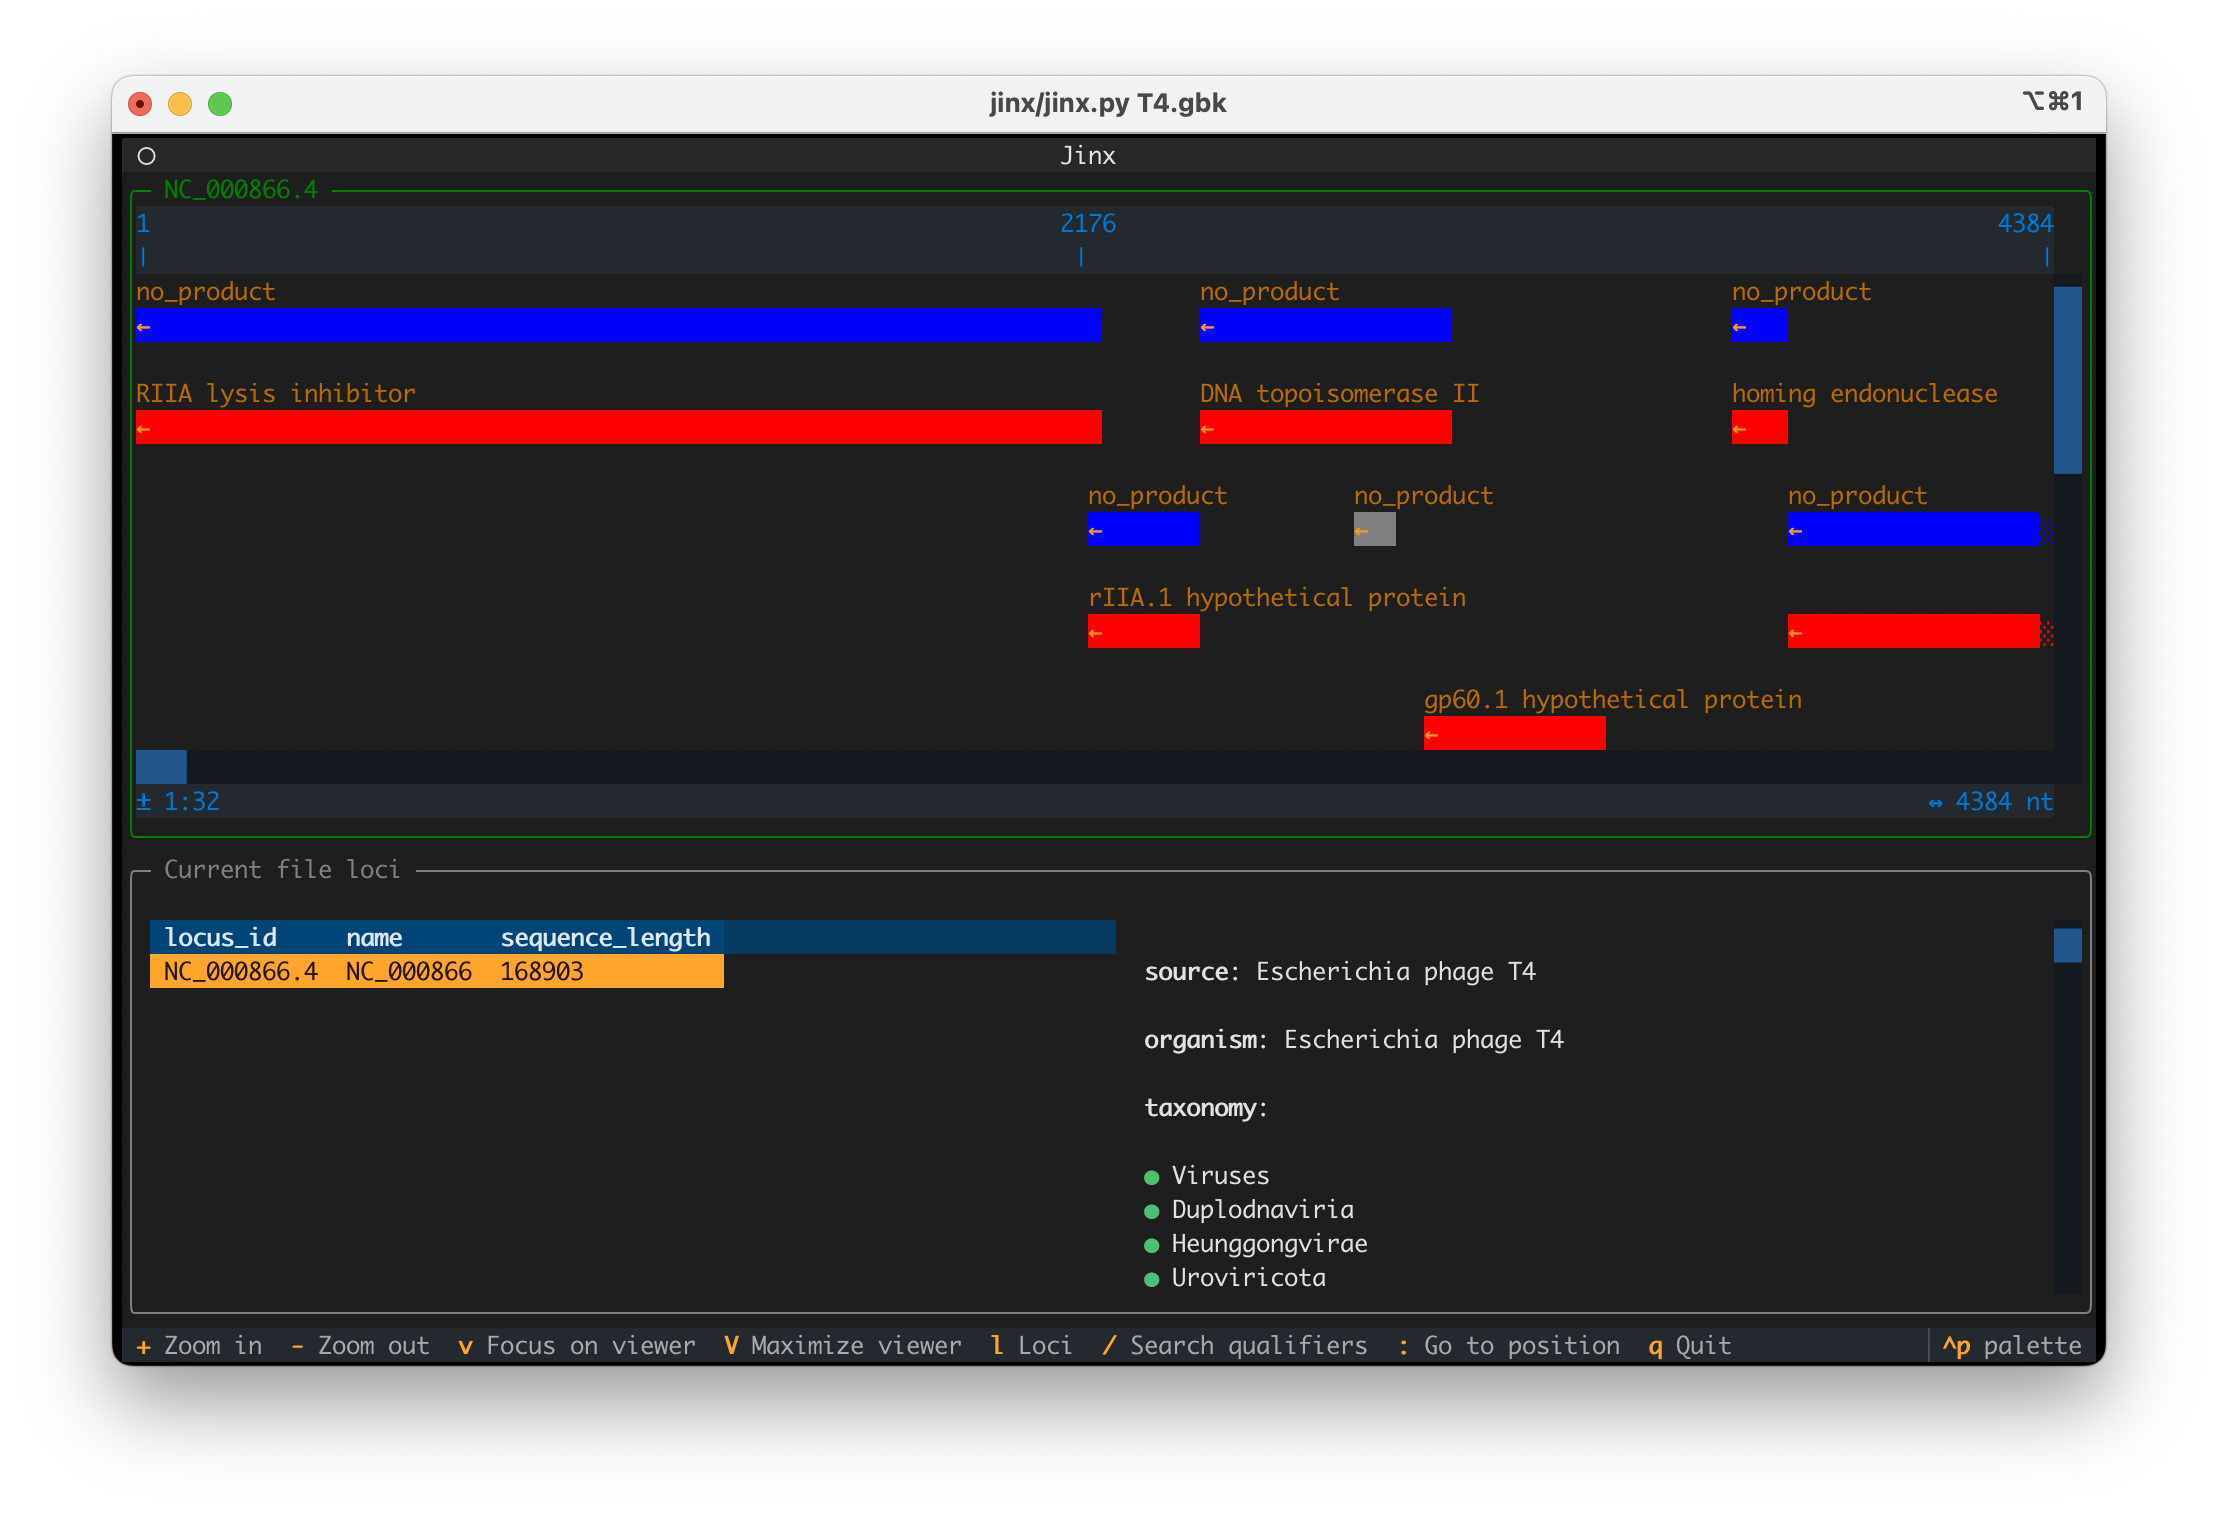 jinx/jinx.py T4.gbk ⌥⌘1
Jinx
NC_000866.4
1 2176 4384
no_product no_product no_product
← ← ←
RIIA lysis inhibitor DNA topoisomerase II homing endonuclease
← ← ←
no_product no_product no_product
← ← ←
rIIA.1 hypothetical protein
← ←
gp60.1 hypothetical protein
←
± 1:32 ↔ 4384 nt
Current file loci
locus_id name sequence_length
NC_000866.4 NC_000866 168903
source: Escherichia phage T4
organism: Escherichia phage T4
taxonomy:
● Viruses
● Duplodnaviria
● Heunggongvirae
● Uroviricota
+ Zoom in - Zoom out v Focus on viewer V Maximize viewer l Loci / Search qualifiers : Go to position q Quit ^p palette